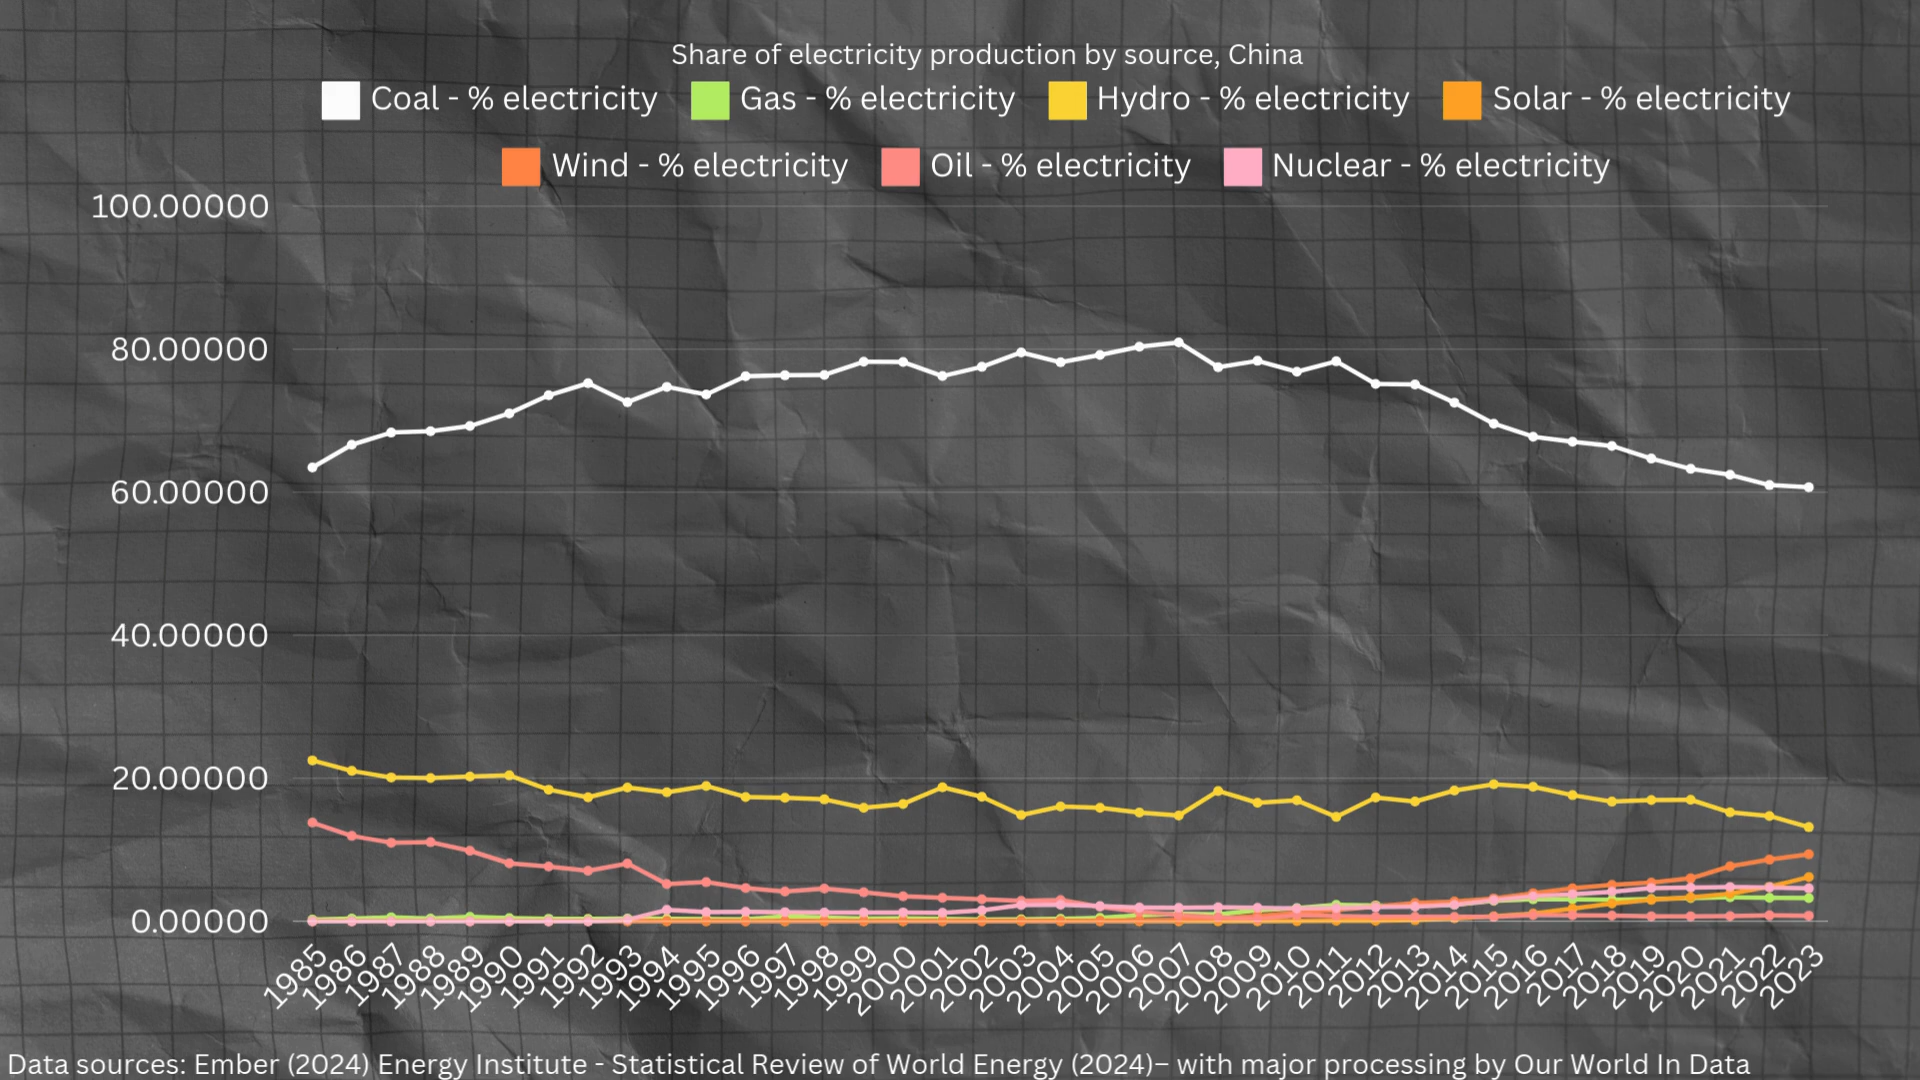 Share of electricity production by source, China
Coal - % electricity Gas - % electricity Hydro - % electricity Solar - % electricity
Wind - % electricity Oil - % electricity Nuclear - % electricity
100.00000
80.00000
60.00000
40.00000
20.00000
0.00000
1985 1986 1987 1988 1989 1990 1991 1992 1993 1994 1995 1996 1997 1998 1999 2000 2001 2002 2003 2004 2005 2006 2007 2008 2009 2010 2011 2012 2013 2014 2015 2016 2017 2018 2019 2020 2021 2022 2023
Data sources: Ember (2024) Energy Institute - Statistical Review of World Energy (2024)– with major processing by Our World In Data